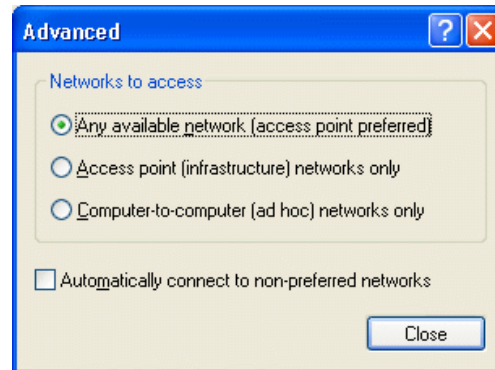 Advanced
Networks to access
Any available network (access point preferred)
Access point (infrastructure) networks only
Computer-to-computer (ad hoc) networks only
Automatically connect to non-preferred networks
Close